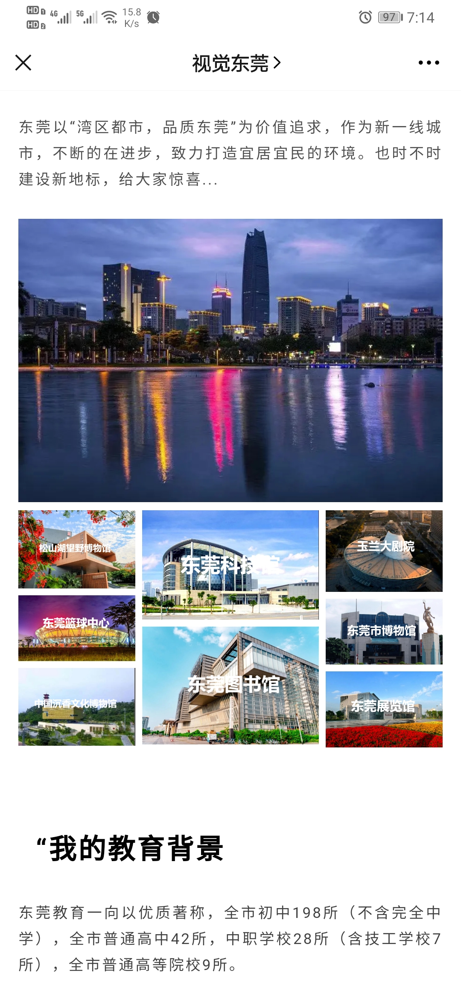 HD 1 4G 5G 15.8 K/s 97 7:14
HD 2
视觉东莞
东莞以“湾区都市，品质东莞”为价值追求，作为新一线城
市，不断的在进步，致力打造宜居宜民的环境。也时不时
建设新地标，给大家惊喜...
松山湖望野博物馆
东莞科技馆
玉兰大剧院
东莞篮球中心
东莞市博物馆
中国沉香文化博物馆
东莞图书馆
东莞展览馆
“我的教育背景
东莞教育一向以优质著称，全市初中198所（不含完全中
学），全市普通高中42所，中职学校28所（含技工学校7
所），全市普通高等院校9所。